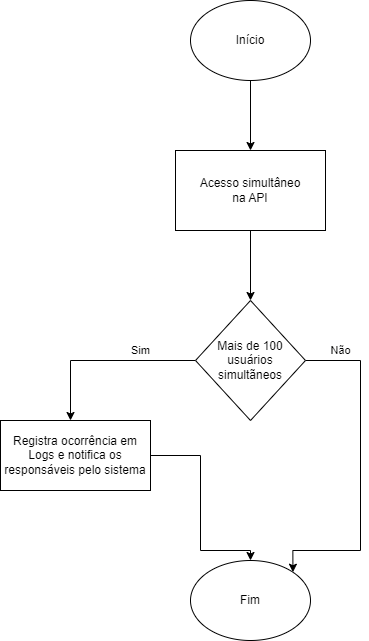 Início
Acesso simultâneo
na API
Mais de 100
usuários
simultãneos
Sim
Não
Registra ocorrência em
Logs e notifica os
responsáveis pelo sistema
Fim